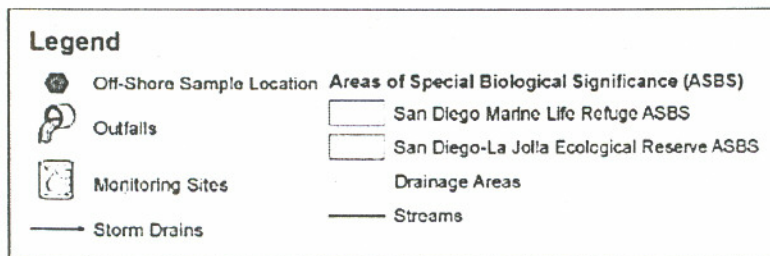 Legend
Off-Shore Sample Location
Outfalls
Monitoring Sites
Storm Drains
Areas of Special Biological Significance (ASBS)
San Diego Marine Life Refuge ASBS
San Diego-La Jolla Ecological Reserve ASBS
Drainage Areas
Streams